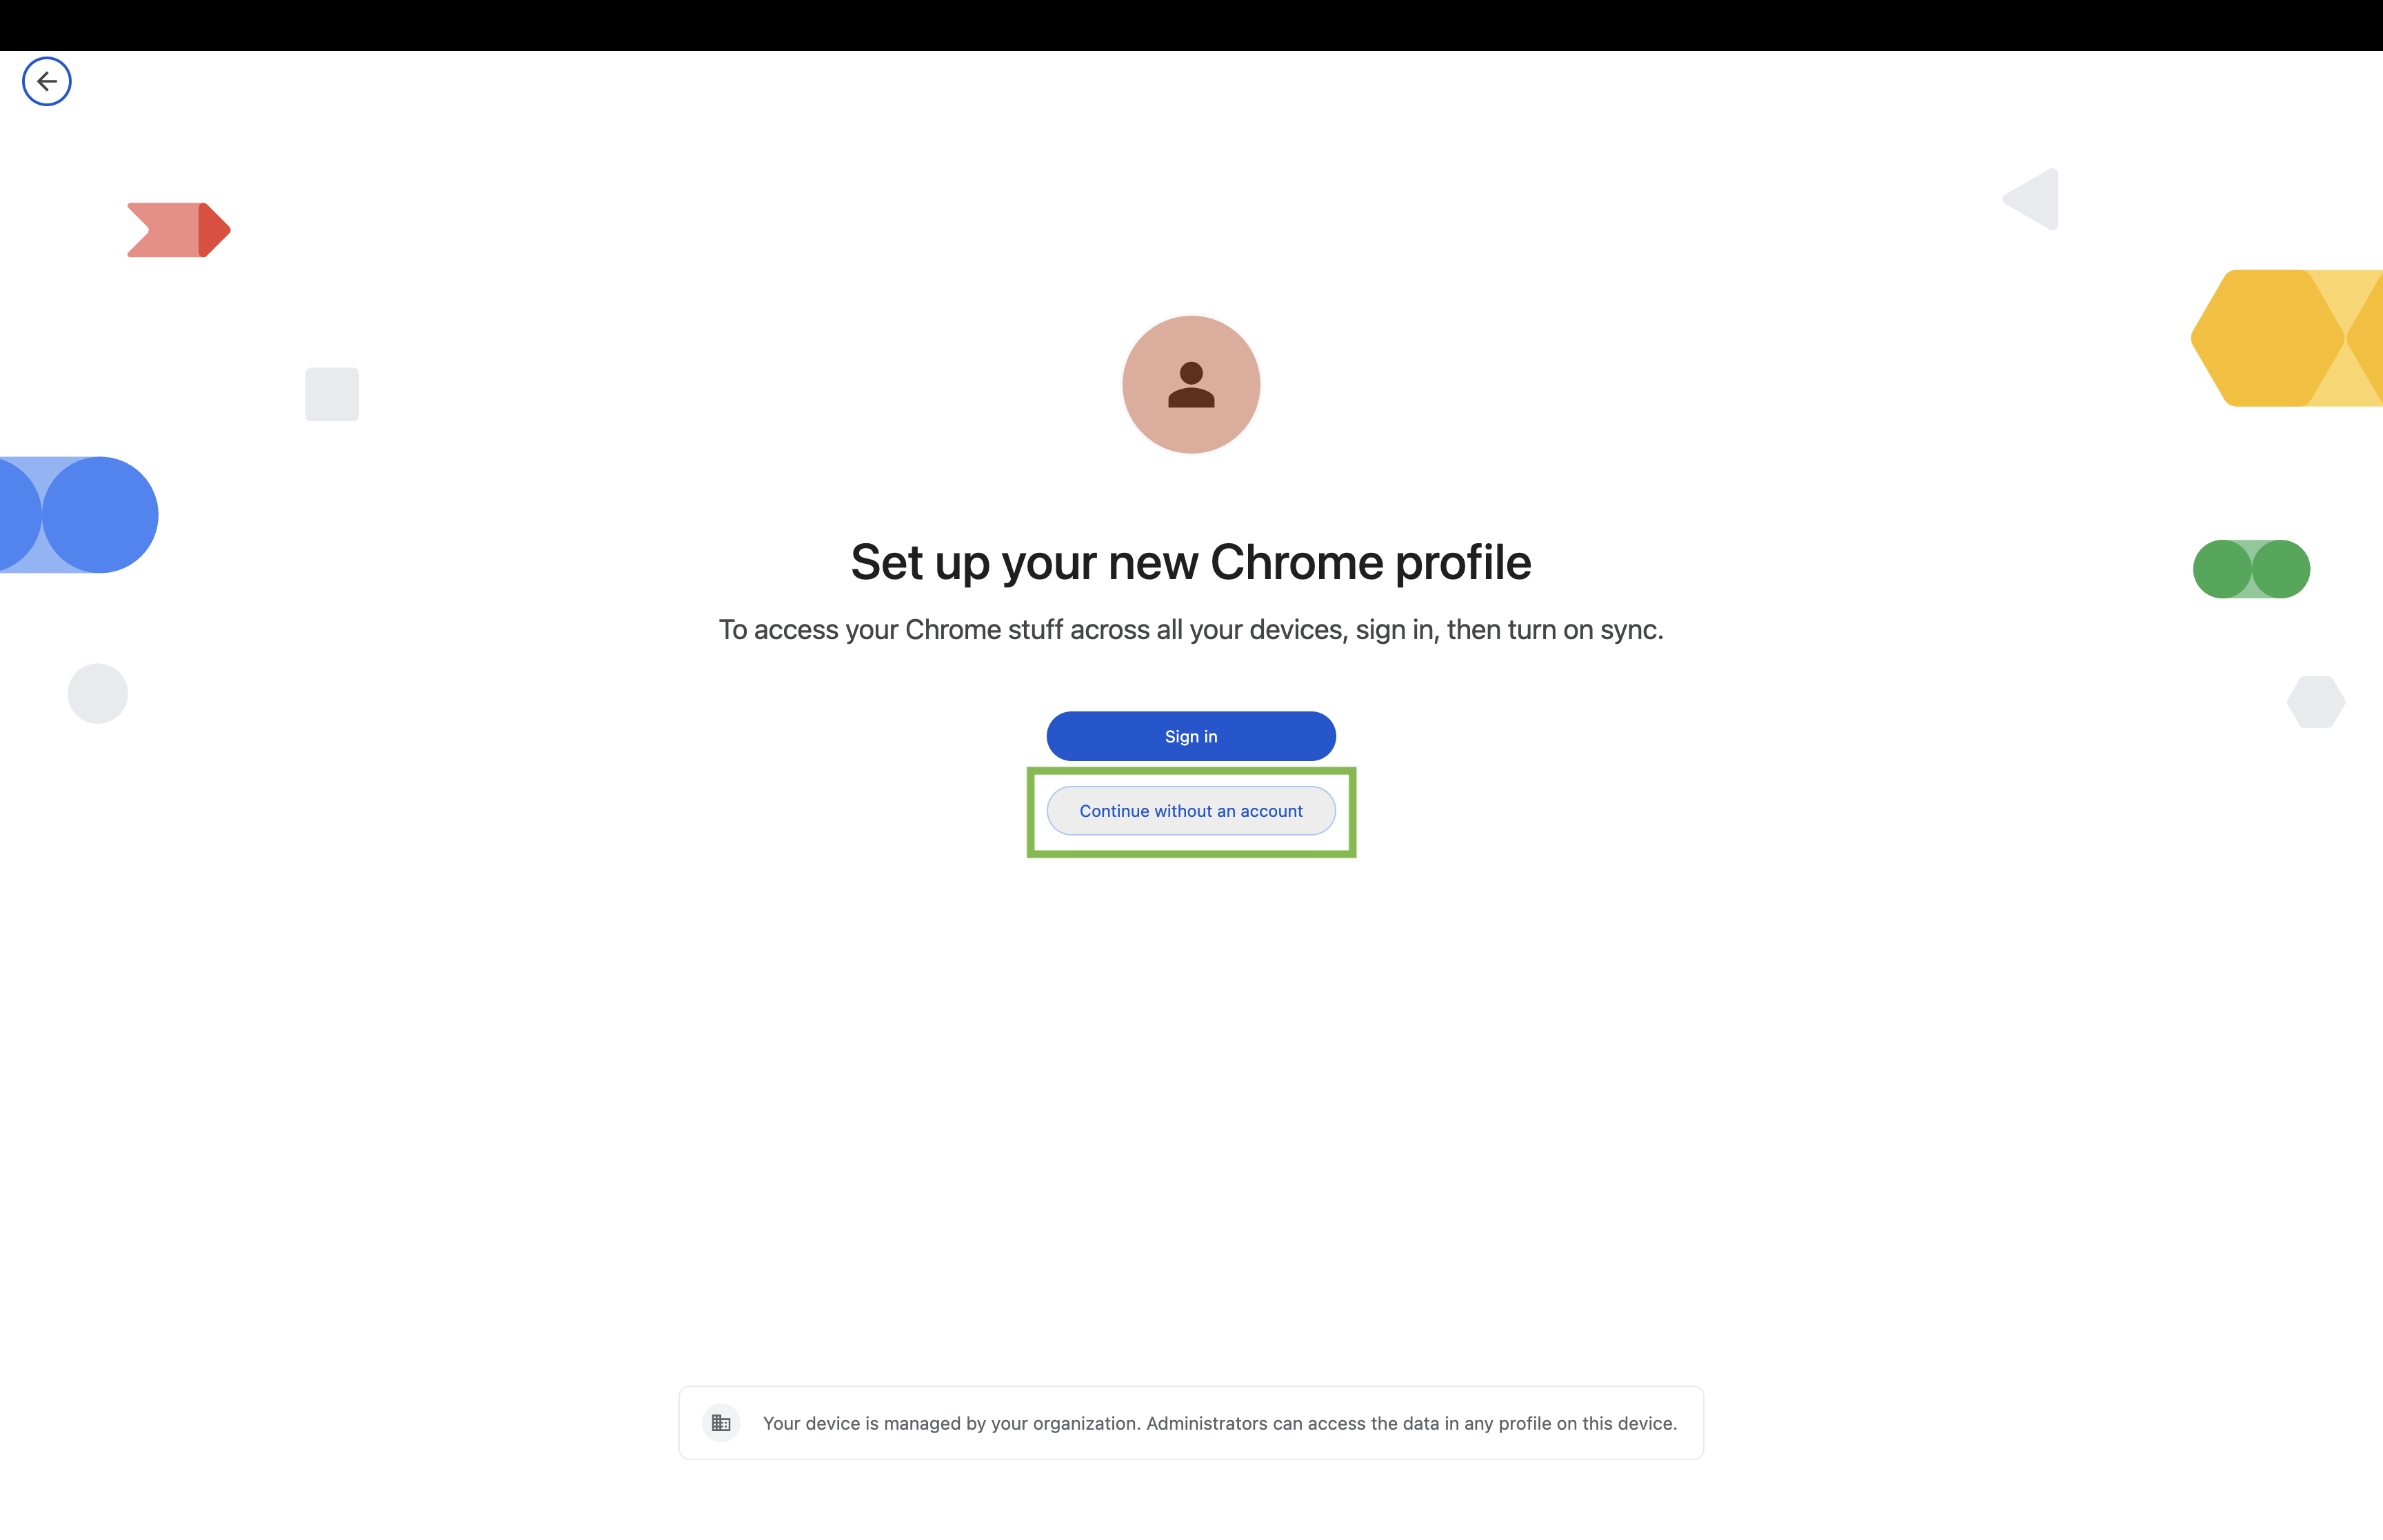 Set up your new Chrome profile
To access your Chrome stuff across all your devices, sign in, then turn on sync.
Sign in
Continue without an account
Your device is managed by your organization. Administrators can access the data in any profile on this device.